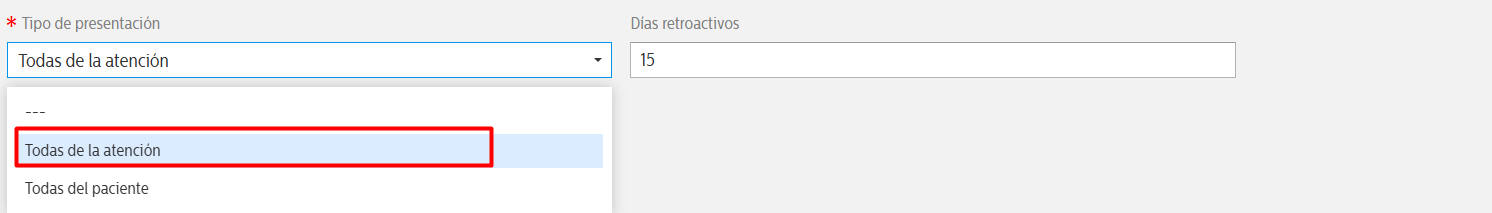 * Tipo de presentación
Días retroactivos
Todas de la atención
15
---
Todas de la atención
Todas del paciente